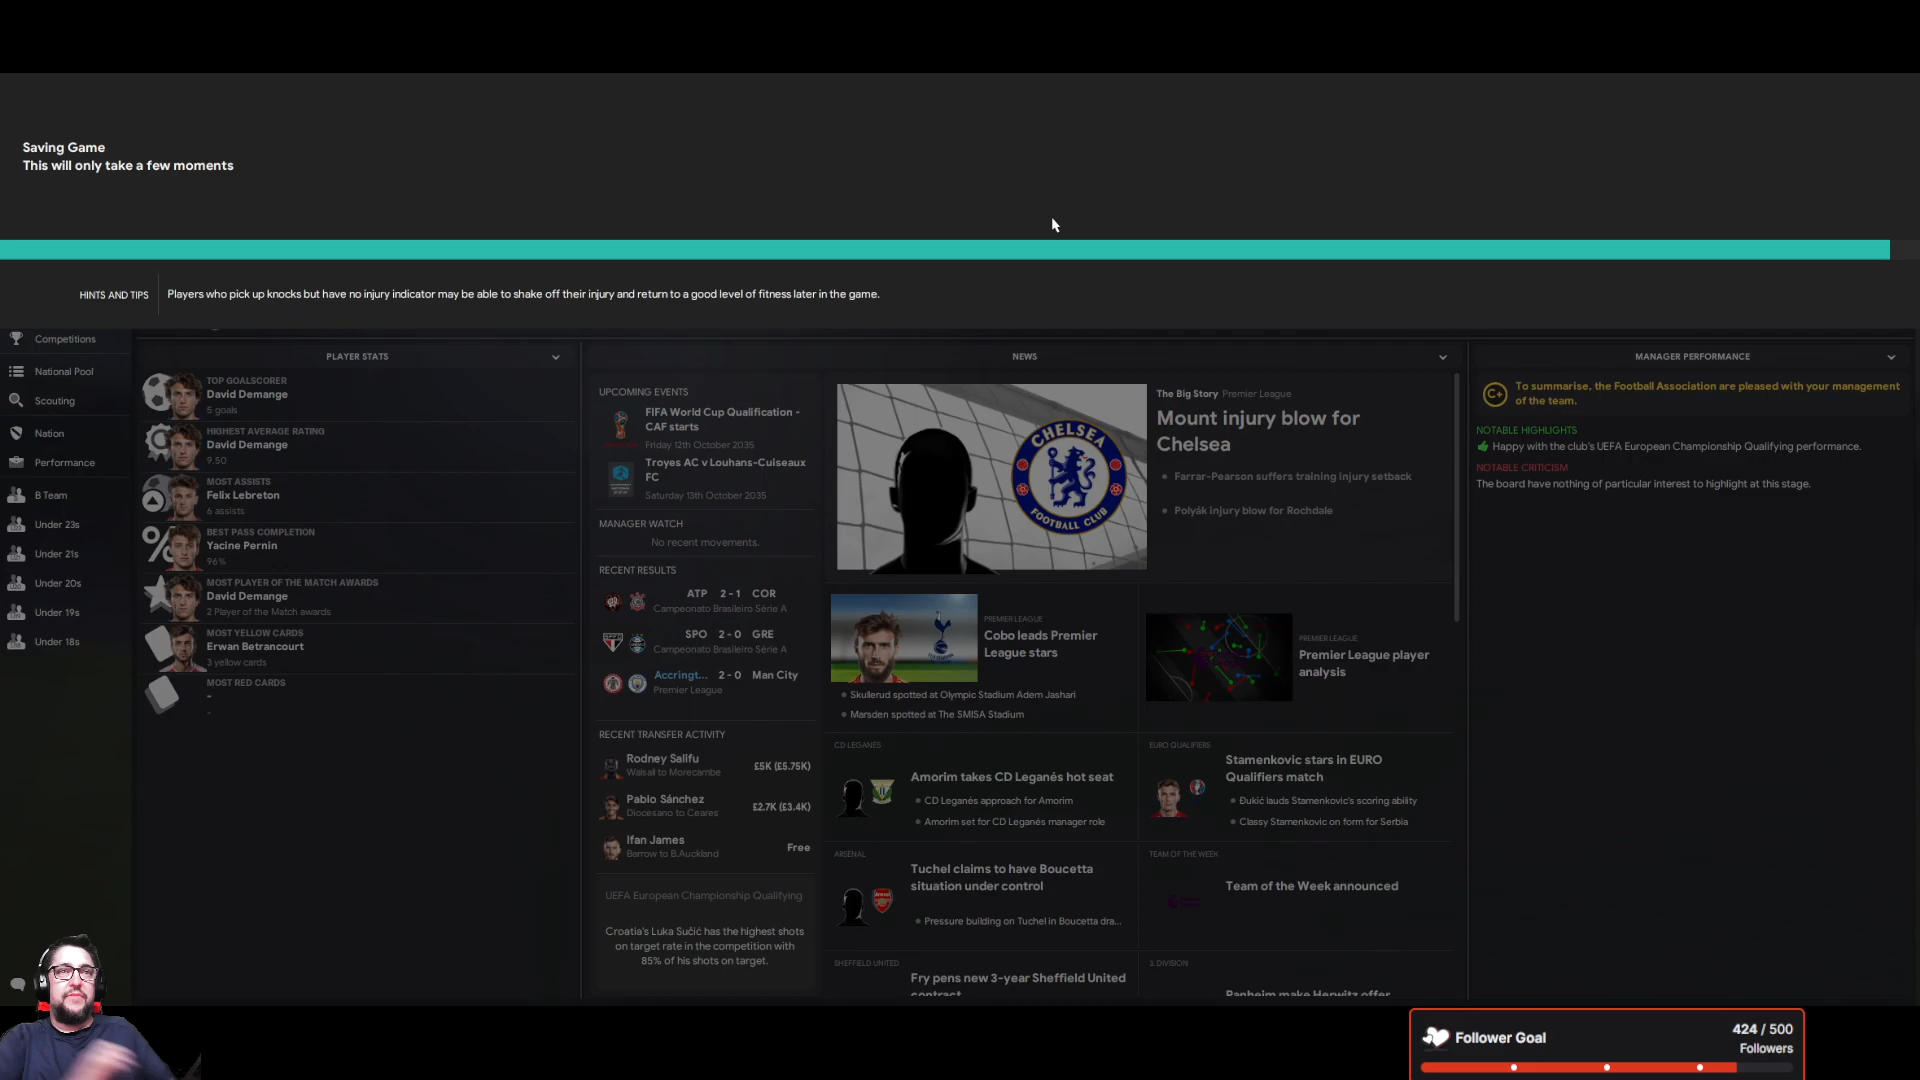 Saving Game
This will only take a few moments
HINTS AND TIPS
Players who pick up knocks but have no injury indicator may be able to shake off their injury and return to a good level of fitness later in the game.
Competitions
National Pool
Scouting
Nation
Performance
B Team
Under 23s
Under 21s
Under 20s
Under 19s
Under 18s
PLAYER STATS
TOP GOALSCORER
David Demange
5 goals
HIGHEST AVERAGE RATING
David Demange
9.50
MOST ASSISTS
Felix Lebreton
6 assists
BEST PASS COMPLETION
Yacine Pernin
96%
MOST PLAYER OF THE MATCH AWARDS
David Demange
2 Player of the Match awards
MOST YELLOW CARDS
Erwan Betrancourt
3 yellow cards
MOST RED CARDS
-
-
NEWS
UPCOMING EVENTS
FIFA World Cup Qualification -
CAF starts
Friday 12th October 2035
Troyes AC v Louhans-Cuiseaux
FC
Saturday 13th October 2035
MANAGER WATCH
No recent movements.
RECENT RESULTS
ATP 2 - 1 COR
Campeonato Brasileiro Série A
SPO 2 - 0 GRE
Campeonato Brasileiro Série A
Accringt... 2 - 0 Man City
Premier League
RECENT TRANSFER ACTIVITY
Rodney Salifu
Walsall to Morecambe
£5K (£5.75K)
Pablo Sánchez
Diocesano to Ceares
£2.7K (£3.4K)
Ifan James
Barrow to B.Auckland
Free
UEFA European Championship Qualifying
Croatia's Luka Sučić has the highest shots
on target rate in the competition with
85% of his shots on target.
CHELSEA
FOOTBALL CLUB
The Big Story Premier League
Mount injury blow for
Chelsea
Farrar-Pearson suffers training injury setback
Polyák injury blow for Rochdale
PREMIER LEAGUE
Cobo leads Premier
League stars
Skullerud spotted at Olympic Stadium Adem Jashari
Marsden spotted at The SMISA Stadium
PREMIER LEAGUE
Premier League player
analysis
CD LEGANÉS
Amorim takes CD Leganés hot seat
CD Leganés approach for Amorim
Amorim set for CD Leganés manager role
EURO QUALIFIERS
Stamenkovic stars in EURO
Qualifiers match
Đukić lauds Stamenkovic's scoring ability
Classy Stamenkovic on form for Serbia
ARSENAL
Tuchel claims to have Boucetta
situation under control
Pressure building on Tuchel in Boucetta dra...
TEAM OF THE WEEK
Team of the Week announced
SHEFFIELD UNITED
Fry pens new 3-year Sheffield United
contract
3. DIVISION
MANAGER PERFORMANCE
C+
To summarise, the Football Association are pleased with your management
of the team.
NOTABLE HIGHLIGHTS
Happy with the club's UEFA European Championship Qualifying performance.
NOTABLE CRITICISM
The board have nothing of particular interest to highlight at this stage.
Follower Goal
424 / 500
Followers